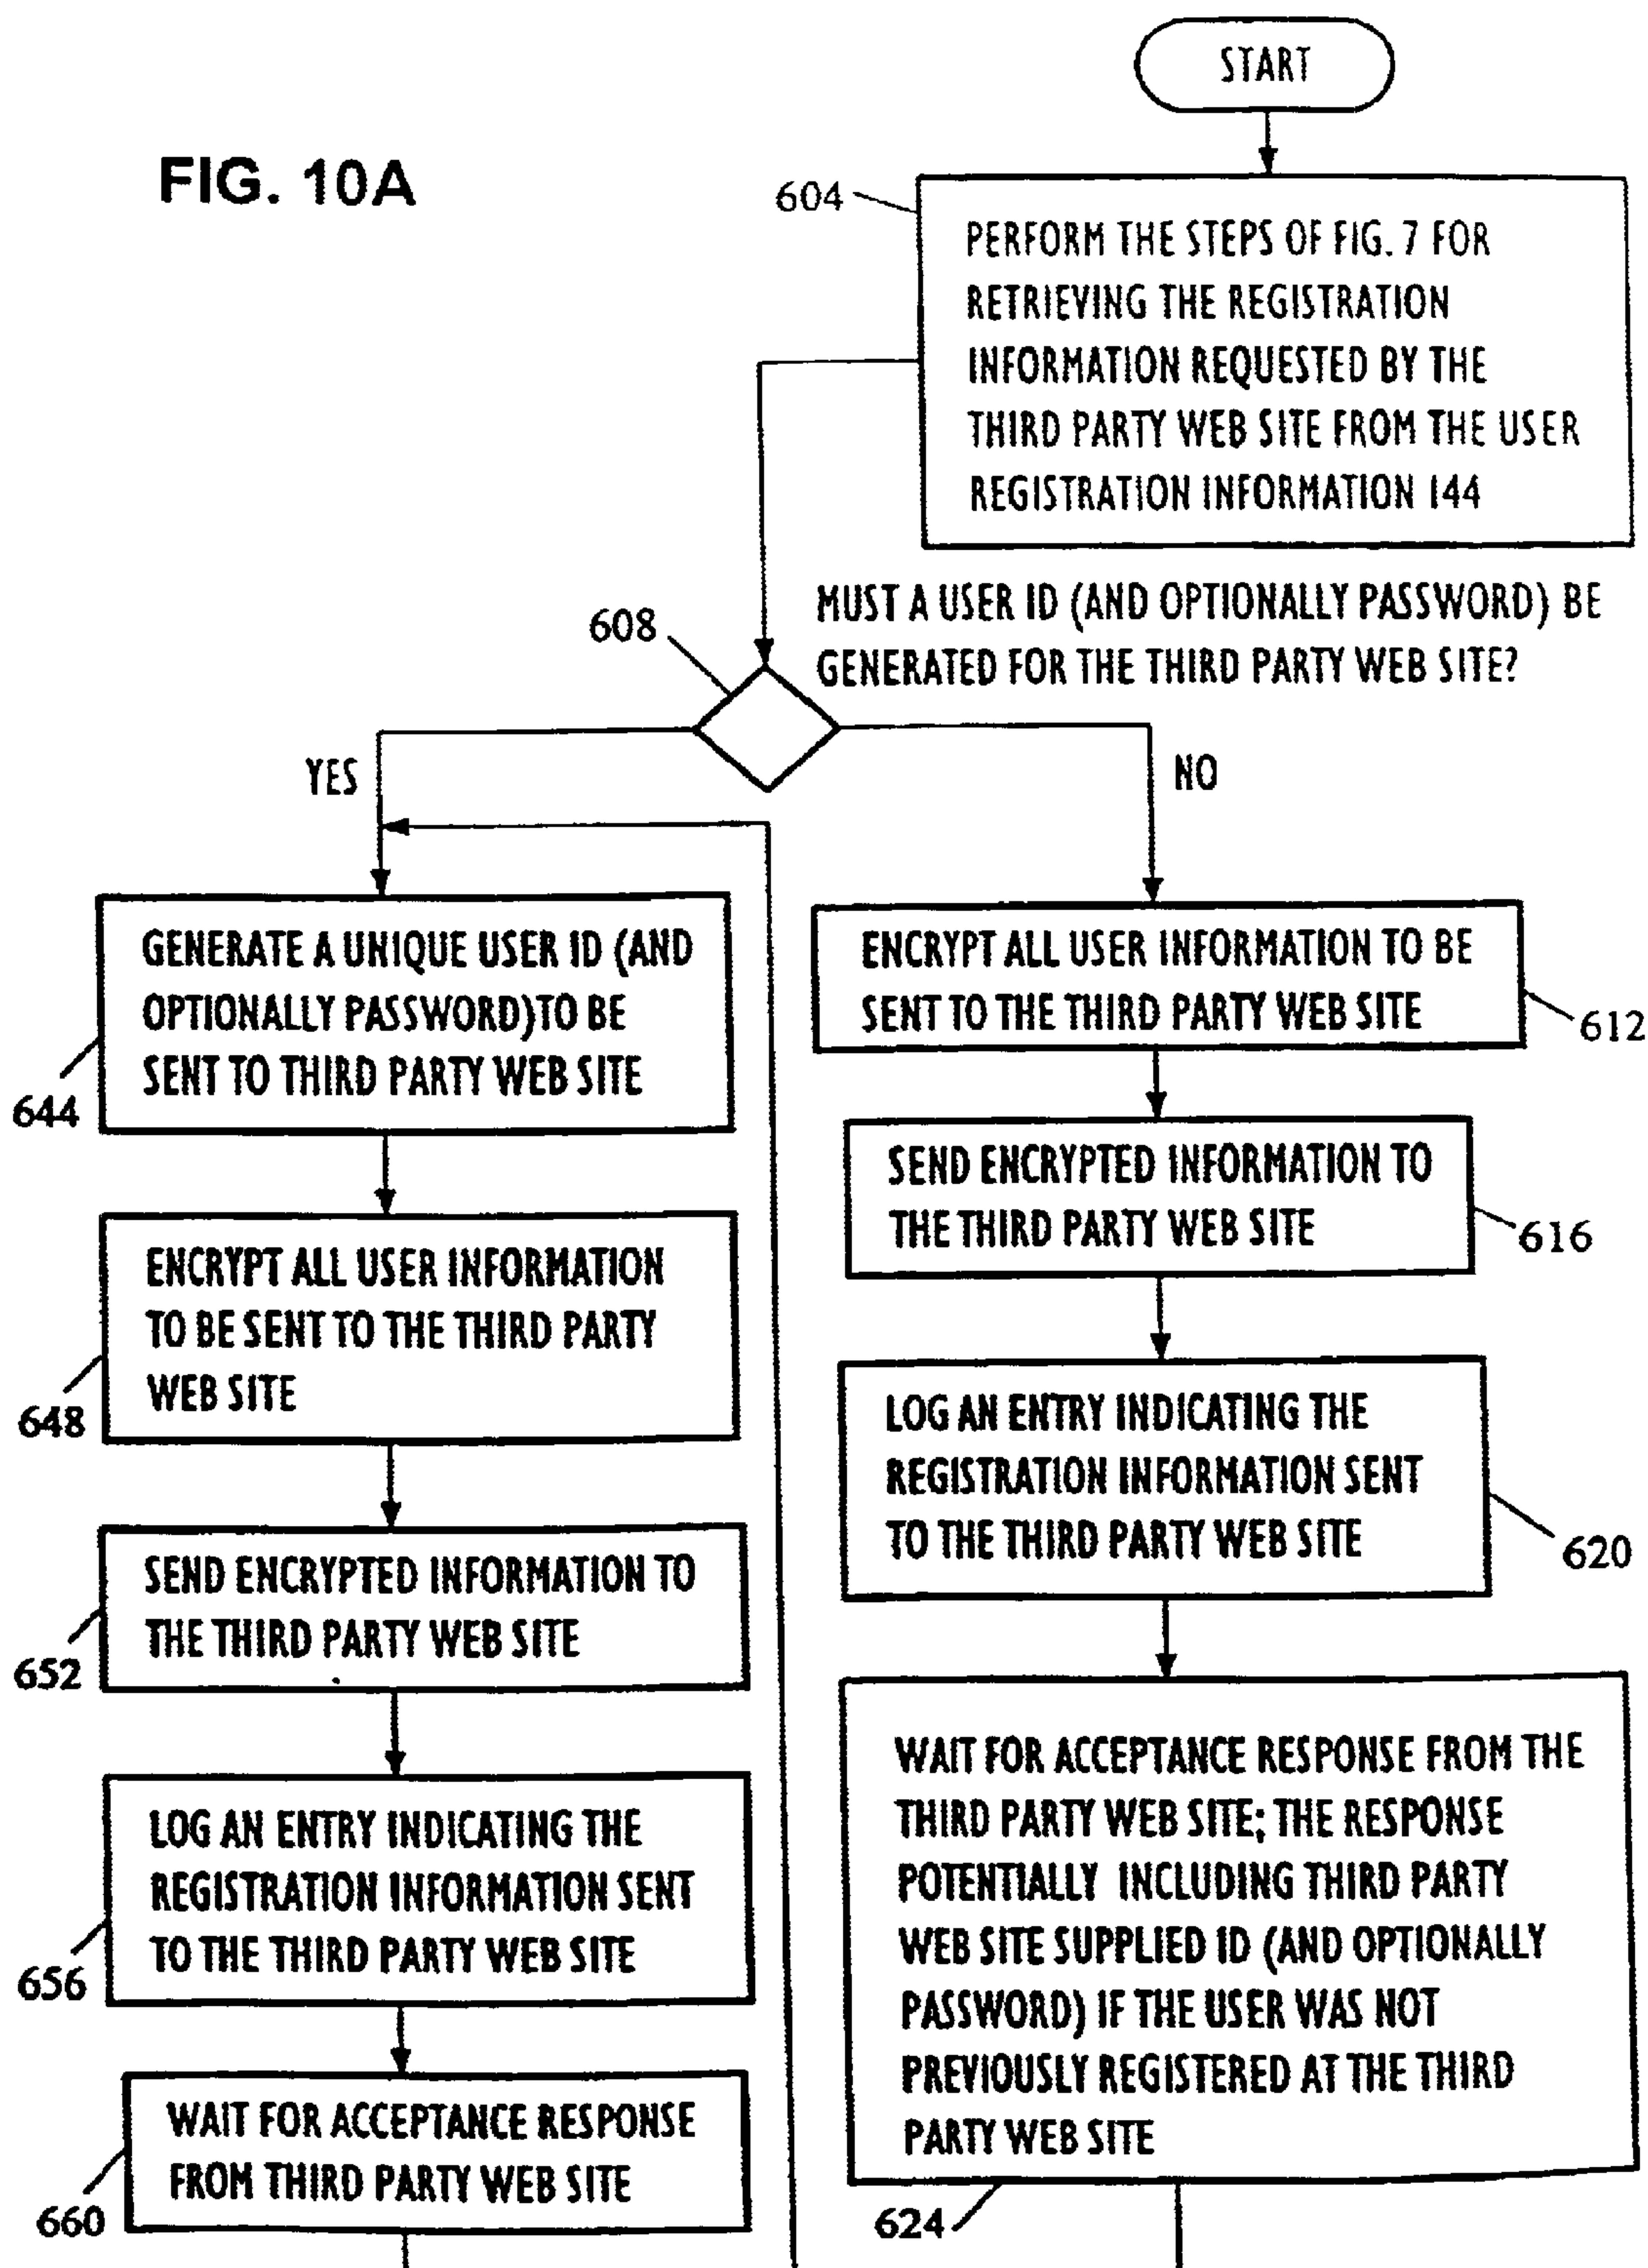 START
FIG. 10A
604
PERFORM THE STEPS OF FIG. 7 FOR
RETRIEVING THE REGISTRATION
INFORMATION REQUESTED BY THE
THIRD PARTY WEB SITE FROM THE USER
REGISTRATION INFORMATION 144
MUST A USER ID (AND OPTIONALLY PASSWORD) BE
GENERATED FOR THE THIRD PARTY WEB SITE?
608
YES
NO
GENERATE A UNIQUE USER ID (AND
OPTIONALLY PASSWORD)TO BE
SENT TO THIRD PARTY WEB SITE
644
ENCRYPT ALL USER INFORMATION
TO BE SENT TO THE THIRD PARTY
WEB SITE
648
SEND ENCRYPTED INFORMATION TO
THE THIRD PARTY WEB SITE
652
LOG AN ENTRY INDICATING THE
REGISTRATION INFORMATION SENT
TO THE THIRD PARTY WEB SITE
656
WAIT FOR ACCEPTANCE RESPONSE
FROM THIRD PARTY WEB SITE
660
ENCRYPT ALL USER INFORMATION TO BE
SENT TO THE THIRD PARTY WEB SITE
612
SEND ENCRYPTED INFORMATION TO
THE THIRD PARTY WEB SITE
616
LOG AN ENTRY INDICATING THE
REGISTRATION INFORMATION SENT
TO THE THIRD PARTY WEB SITE
620
WAIT FOR ACCEPTANCE RESPONSE FROM THE
THIRD PARTY WEB SITE; THE RESPONSE
POTENTIALLY INCLUDING THIRD PARTY
WEB SITE SUPPLIED ID (AND OPTIONALLY
PASSWORD) IF THE USER WAS NOT
PREVIOUSLY REGISTERED AT THE THIRD
PARTY WEB SITE
624